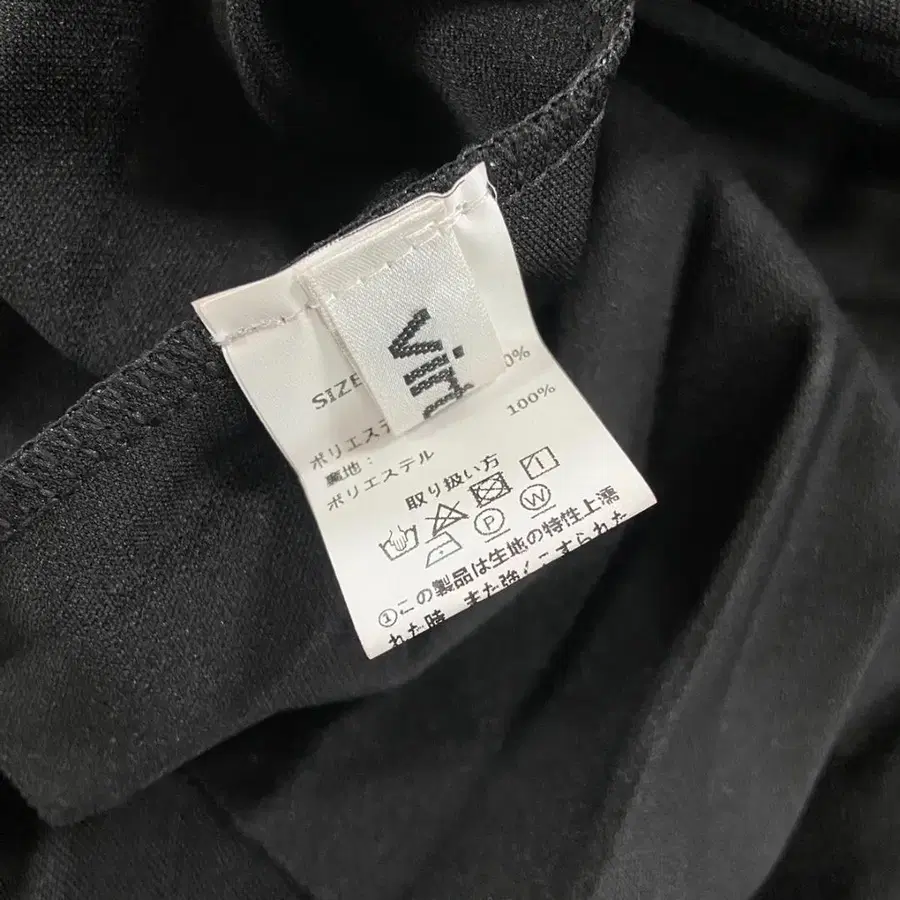 vir
SIZE
0%
ポリエステ
裏地：
ポリエステル 100%
取り扱い方
P W
①この製品は生地の特性上濡
れた時、また強くこすられた